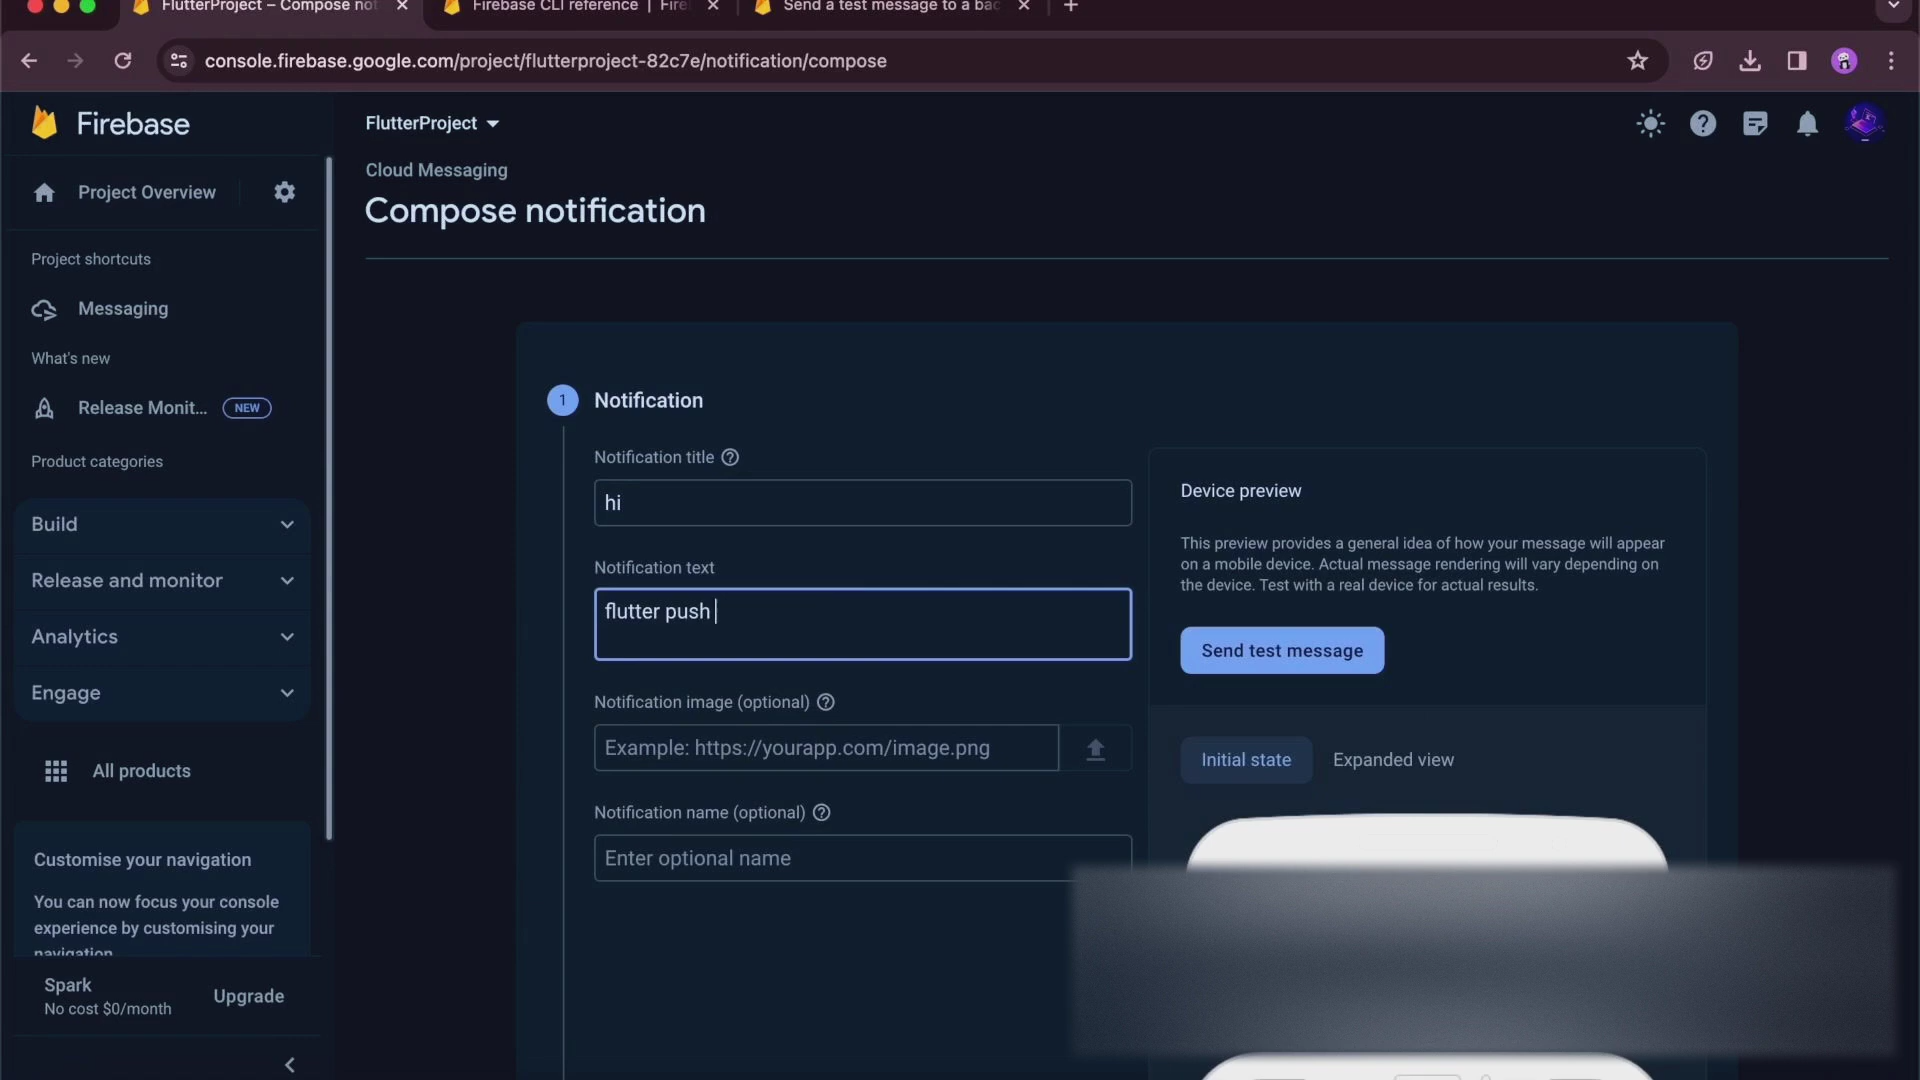 FlutterProject – Compose not
Firebase CLI reference | Fire
Send a test message to a bac
console.firebase.google.com/project/flutterproject-82c7e/notification/compose
Firebase
FlutterProject
Project Overview
Cloud Messaging
Compose notification
Project shortcuts
Messaging
What's new
Release Monit...
NEW
Product categories
Build
Release and monitor
Analytics
Engage
All products
Customise your navigation
You can now focus your console
experience by customising your
navigation
Spark
No cost $0/month
Upgrade
1
Notification
Notification title
hi
Notification text
flutter push
Notification image (optional)
Example: https://yourapp.com/image.png
Notification name (optional)
Enter optional name
Device preview
This preview provides a general idea of how your message will appear
on a mobile device. Actual message rendering will vary depending on
the device. Test with a real device for actual results.
Send test message
Initial state
Expanded view